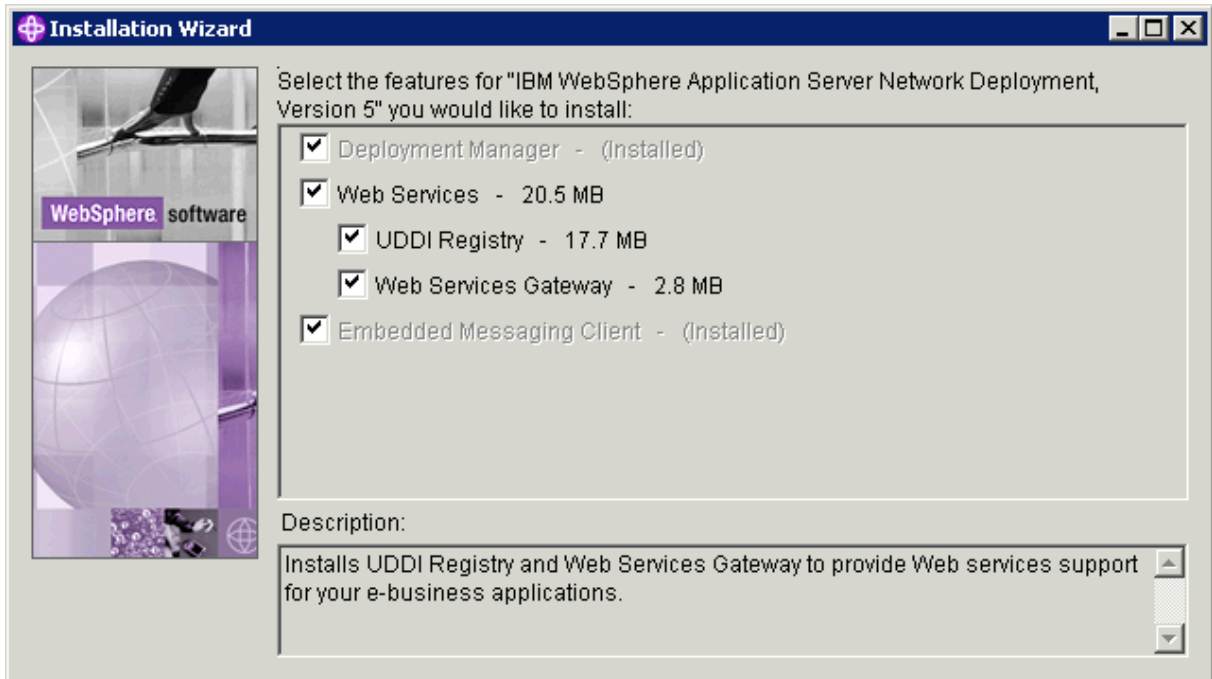 Installation Wizard
Select the features for "IBM WebSphere Application Server Network Deployment,
Version 5" you would like to install:
Deployment Manager - (Installed)
Web Services - 20.5 MB
UDDI Registry - 17.7 MB
Web Services Gateway - 2.8 MB
Embedded Messaging Client - (Installed)
WebSphere. software
Description:
Installs UDDI Registry and Web Services Gateway to provide Web services support
for your e-business applications.